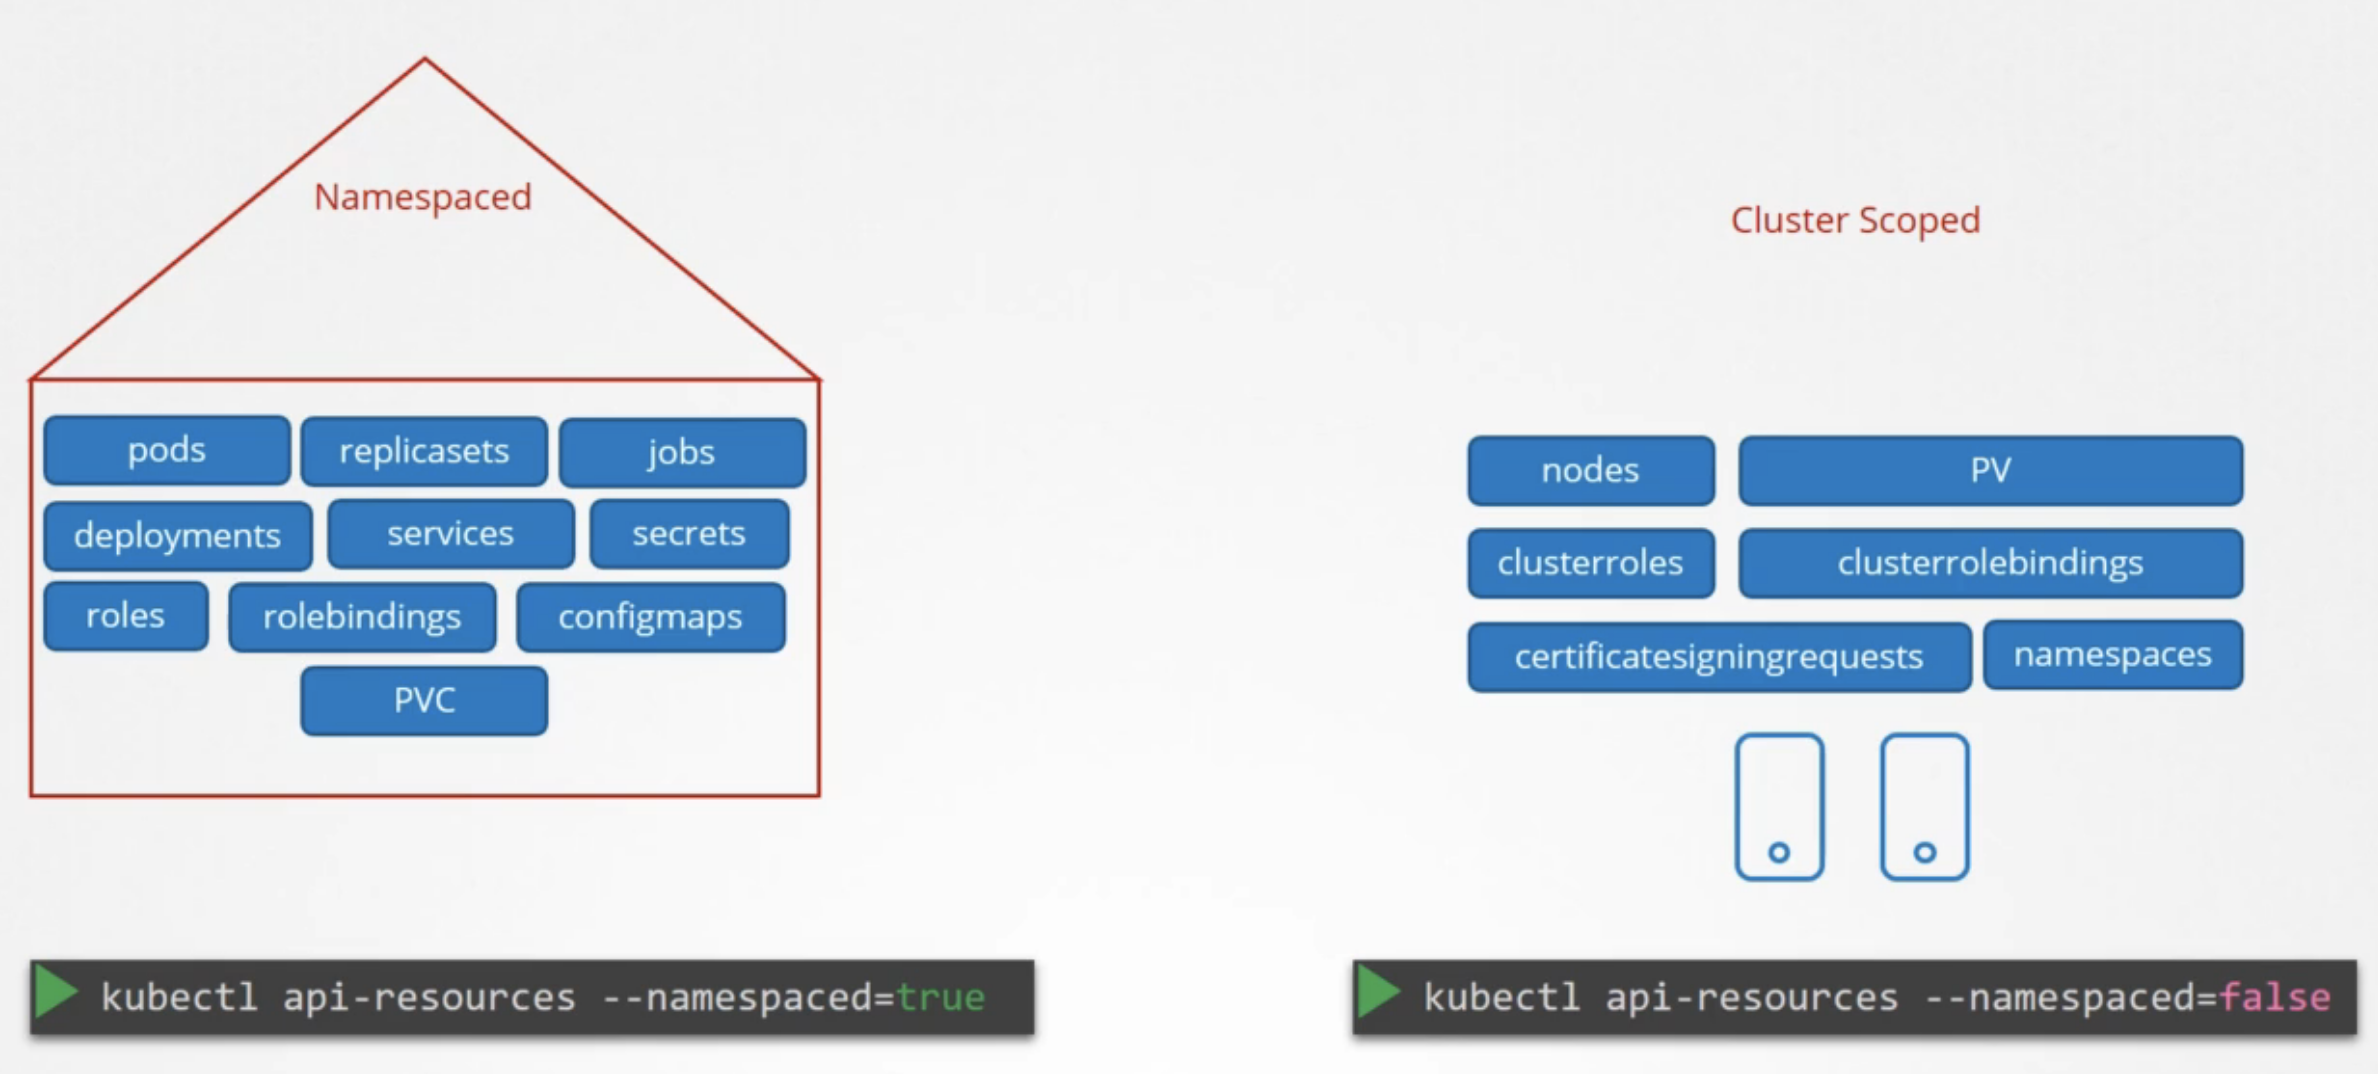 Namespaced
pods replicasets jobs
deployments services secrets
roles rolebindings configmaps
PVC
kubectl api-resources --namespaced=true
Cluster Scoped
nodes PV
clusterroles clusterrolebindings
certificatesigningrequests namespaces
kubectl api-resources --namespaced=false